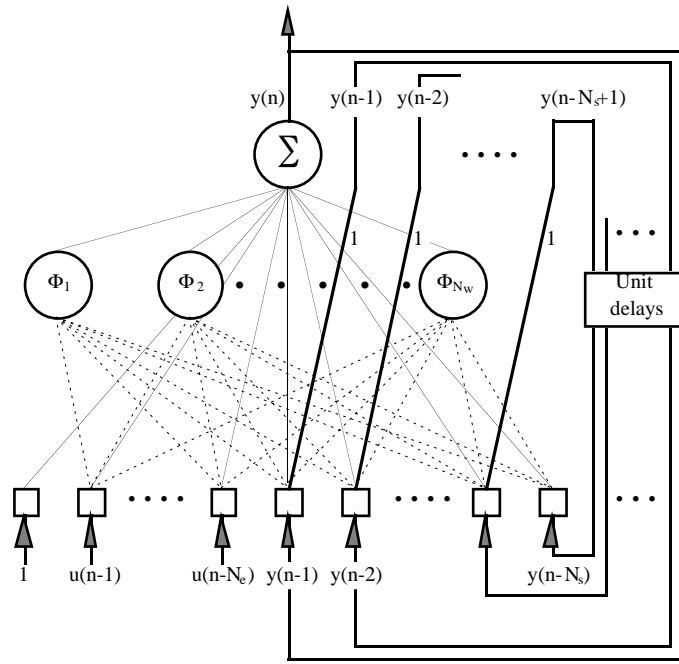 y(n) y(n-1) y(n-2) y(n-Ns+1)
Σ
1 1 1
Φ1 Φ2 ΦNw
Unit
delays
1 u(n-1) u(n-Ne) y(n-1) y(n-2) y(n-Ns)